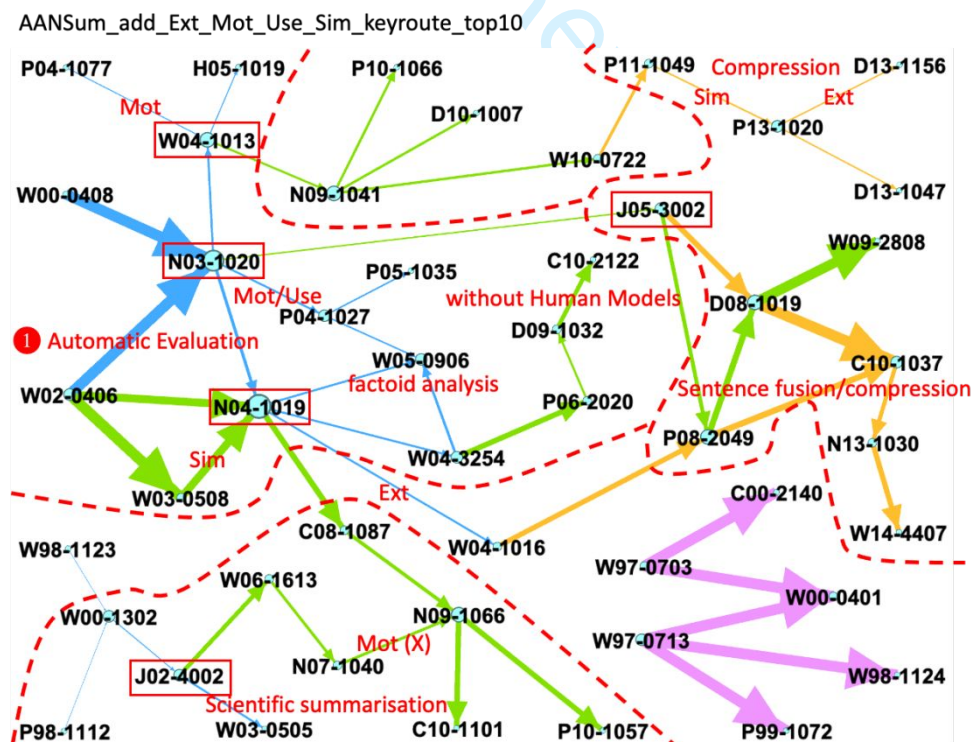 AANSum_add_Ext_Mot_Use_Sim_keyroute_top10
P04-1077
H05-1019
P10-1066
P11-1049
Compression
D13-1156
Mot
Sim
Ext
D10-1007
P13-1020
W04-1013
W10-0722
W00-0408
N09-1041
D13-1047
J05-3002
W09-2808
N03-1020
P05-1035
C10-2122
Mot/Use
without Human Models
D08-1019
P04-1027
D09-1032
1 Automatic Evaluation
W05-0906
C10-1037
factoid analysis
Sentence fusion/compression
W02-0406
N04-1019
P06-2020
P08-2049
N13-1030
Sim
W04-3254
W03-0508
Ext
C00-2140
C08-1087
W04-1016
W14-4407
W98-1123
W97-0703
W06-1613
W00-0401
W00-1302
N09-1066
W97-0713
Mot (X)
N07-1040
J02-4002
W98-1124
Scientific summarisation
P98-1112
W03-0505
C10-1101
P10-1057
P99-1072